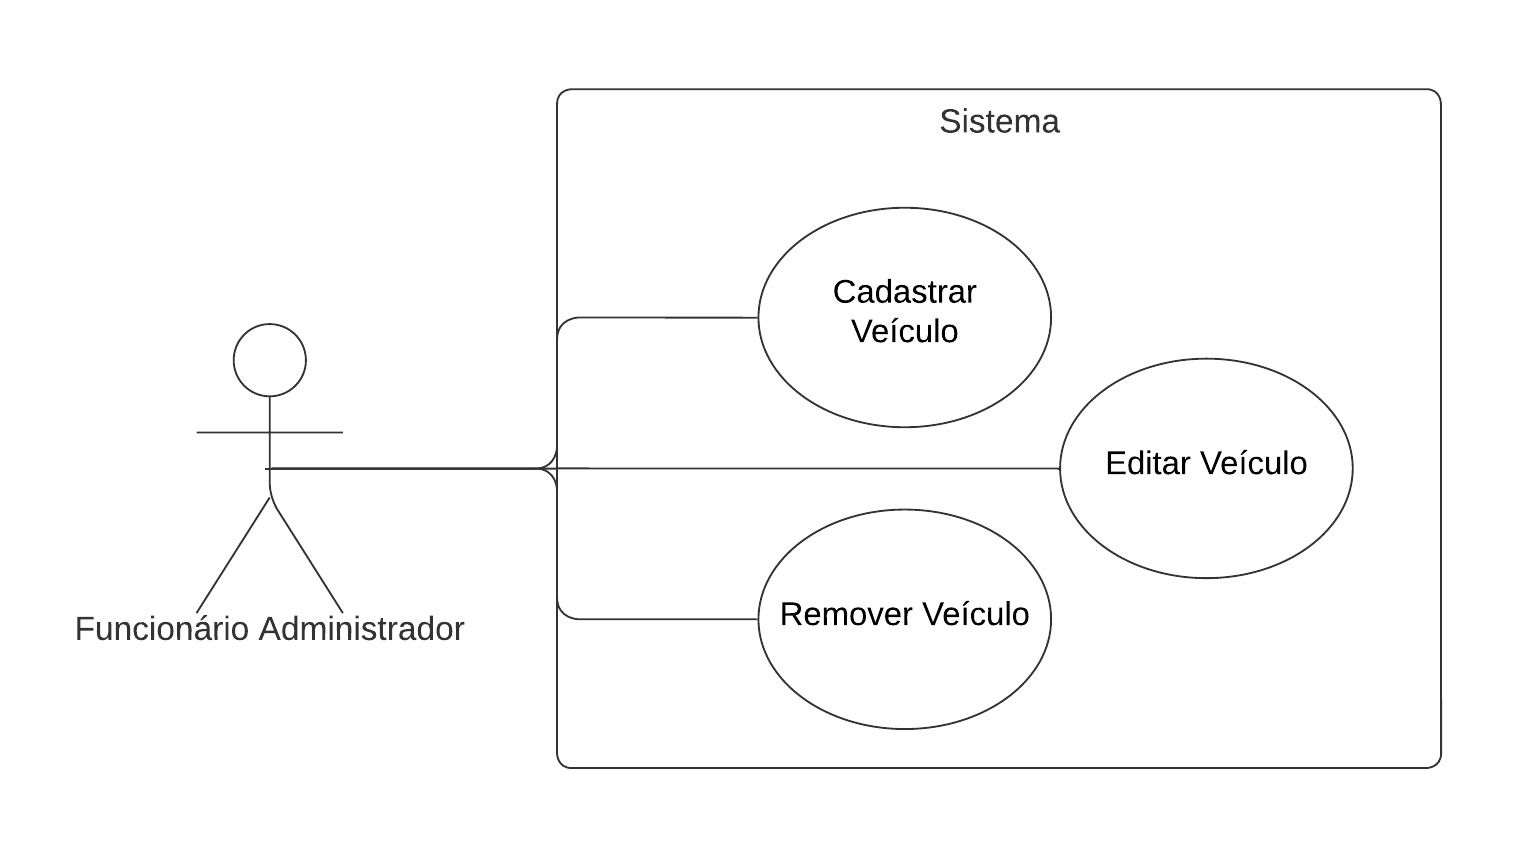 Sistema
Cadastrar
Veículo
Editar Veículo
Remover Veículo
Funcionário Administrador